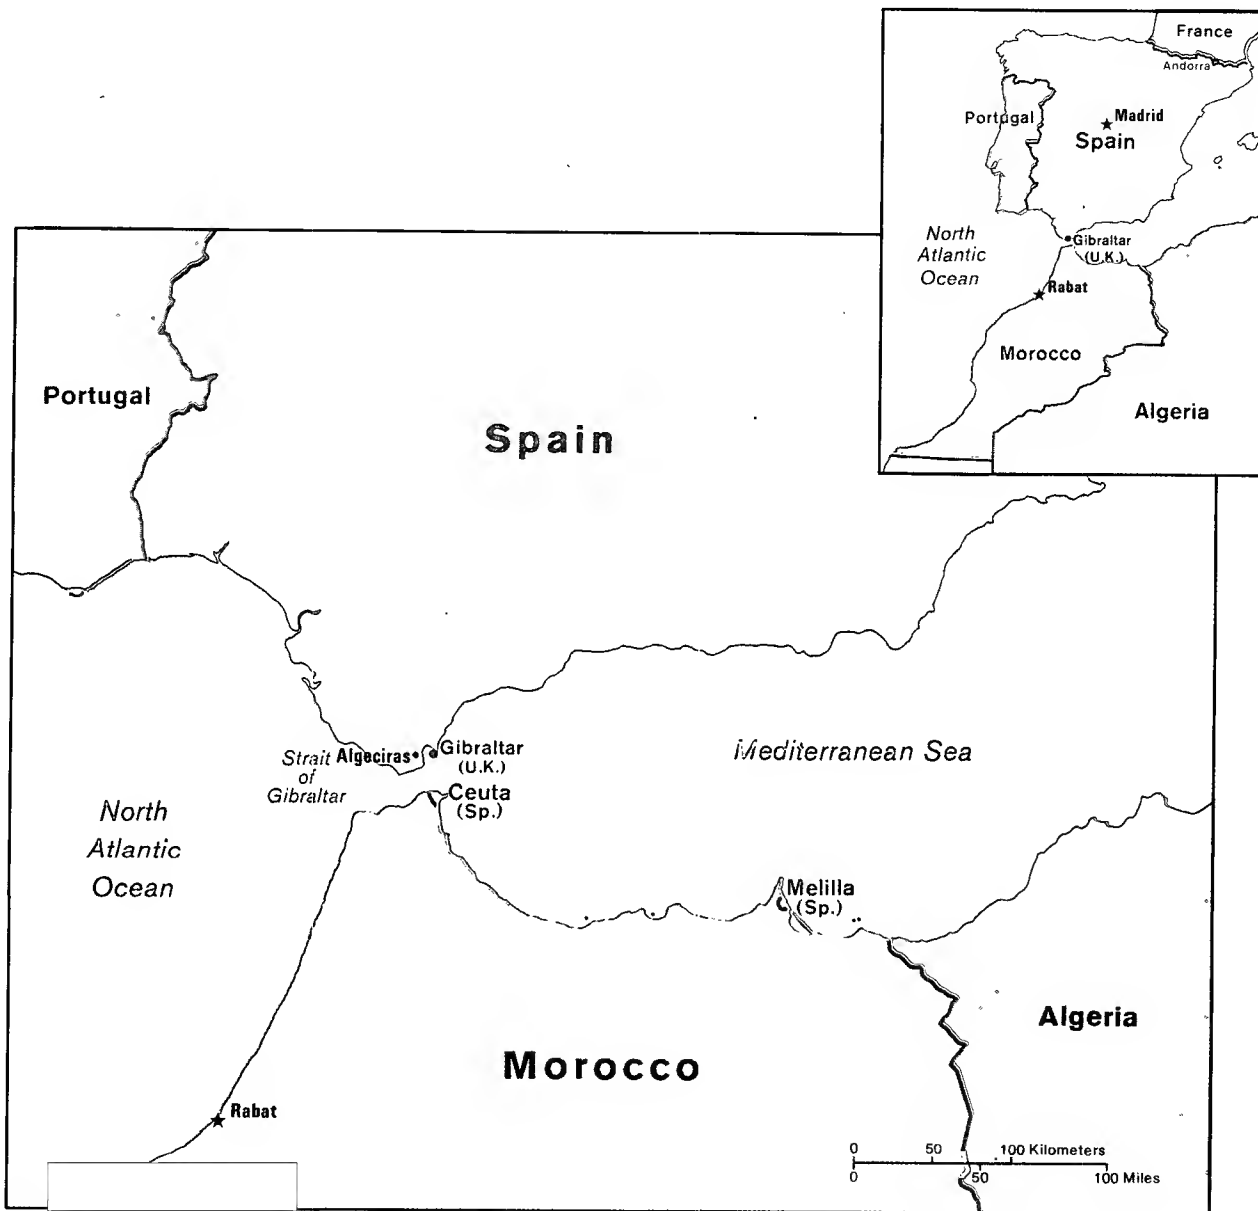 France
Andorra
Portugal
Madrid
Spain
North
Atlantic
Ocean
Gibraltar
(U.K.)
Rabat
Morocco
Algeria
Portugal
Spain
Strait
of
Gibraltar
Algeciras
Gibraltar
(U.K.)
Mediterranean Sea
Ceuta
(Sp.)
North
Atlantic
Ocean
Melilla
(Sp.)
Algeria
Morocco
Rabat
0 50 100 Kilometers
0 50 100 Miles